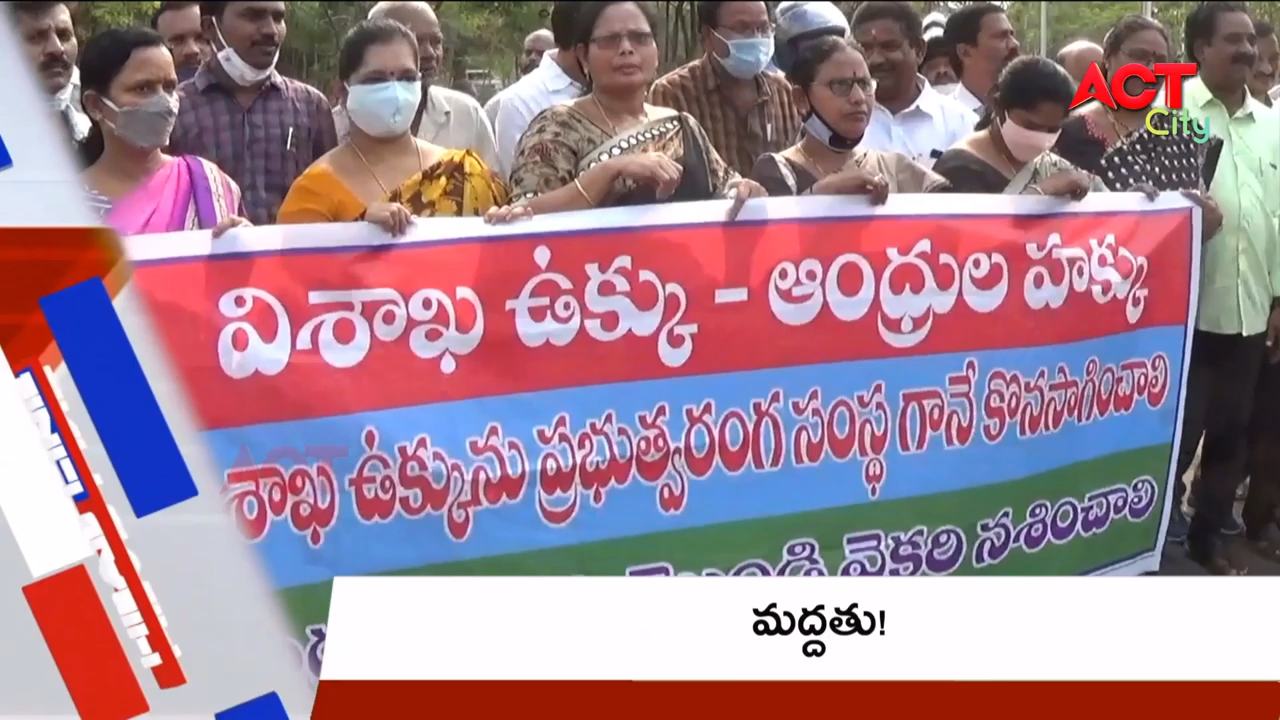 ACT
City
విశాఖ ఉక్కు - ఆంధ్రుల హక్కు
శాఖ ఉక్కును ప్రభుత్వరంగ సంస్థ గానే కొనసాగించాలి
మొండి వైకరి నశించాలి
మద్దతు!